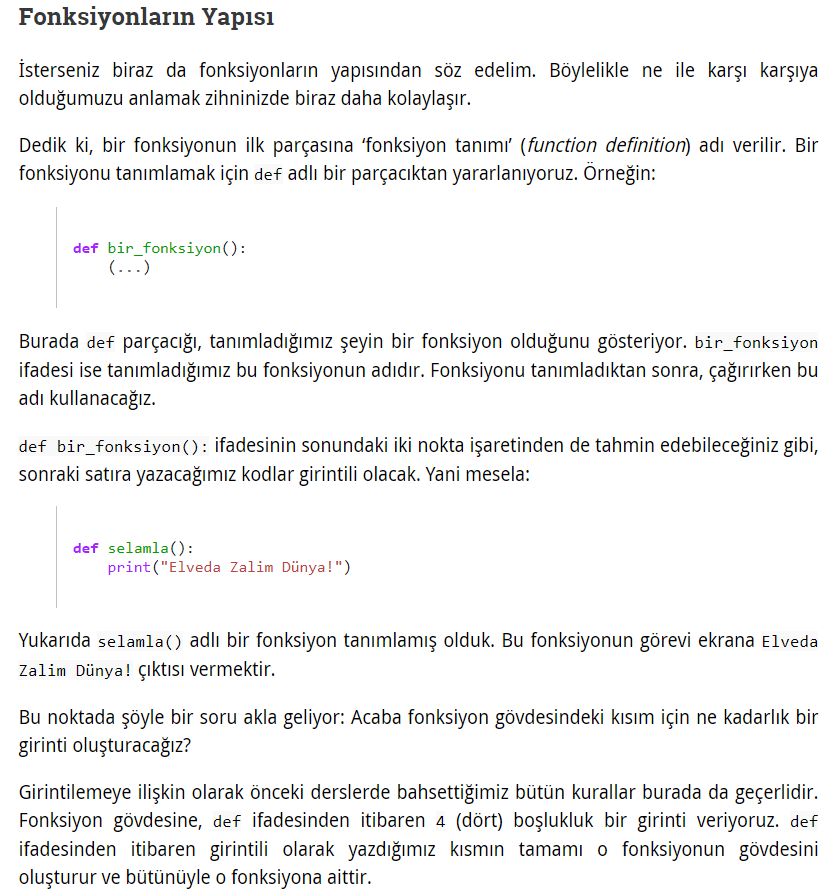 Fonksiyonların Yapısı
İsterseniz biraz da fonksiyonların yapısından söz edelim. Böylelikle ne ile karşı karşıya
olduğumuzu anlamak zihninizde biraz daha kolaylaşır.
Dedik ki, bir fonksiyonun ilk parçasına ‘fonksiyon tanımı’ (function definition) adı verilir. Bir
fonksiyonu tanımlamak için def adlı bir parçacıktan yararlanıyoruz. Örneğin:
def bir_fonksiyon():
    (...)
Burada def parçacığı, tanımladığımız şeyin bir fonksiyon olduğunu gösteriyor. bir_fonksiyon
ifadesi ise tanımladığımız bu fonksiyonun adıdır. Fonksiyonu tanımladıktan sonra, çağırırken bu
adı kullanacağız.
def bir_fonksiyon(): ifadesinin sonundaki iki nokta işaretinden de tahmin edebileceğiniz gibi,
sonraki satıra yazacağımız kodlar girintili olacak. Yani mesela:
def selamla():
    print("Elveda Zalim Dünya!")
Yukarıda selamla() adlı bir fonksiyon tanımlamış olduk. Bu fonksiyonun görevi ekrana Elveda
Zalim Dünya! çıktısı vermektir.
Bu noktada şöyle bir soru akla geliyor: Acaba fonksiyon gövdesindeki kısım için ne kadarlık bir
girinti oluşturacağız?
Girintilemeye ilişkin olarak önceki derslerde bahsettiğimiz bütün kurallar burada da geçerlidir.
Fonksiyon gövdesine, def ifadesinden itibaren 4 (dört) boşlukluk bir girinti veriyoruz. def
ifadesinden itibaren girintili olarak yazdığımız kısmın tamamı o fonksiyonun gövdesini
oluşturur ve bütünüyle o fonksiyona aittir.